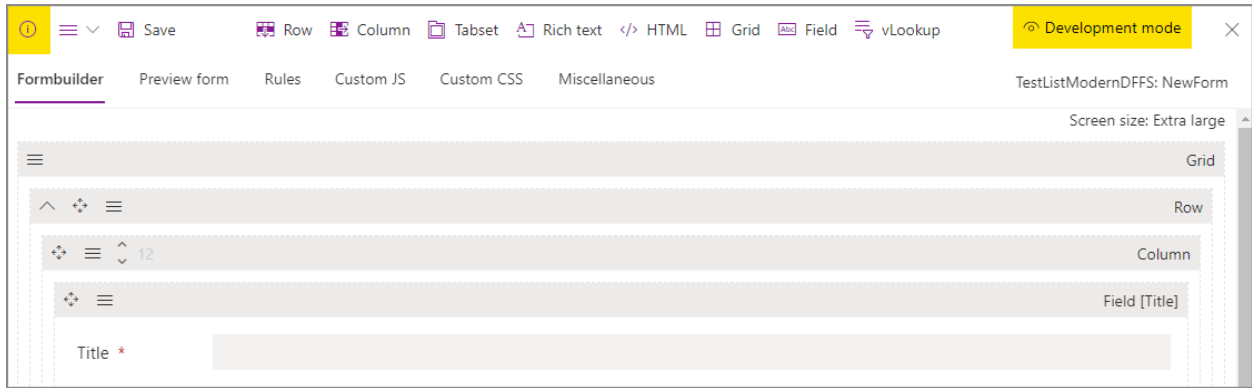 Save Row Column Tabset Rich text HTML Grid Abc Field vLookup Development mode
Formbuilder Preview form Rules Custom JS Custom CSS Miscellaneous TestListModernDFFS: NewForm
Screen size: Extra large
Grid
Row
12 Column
Field [Title]
Title *